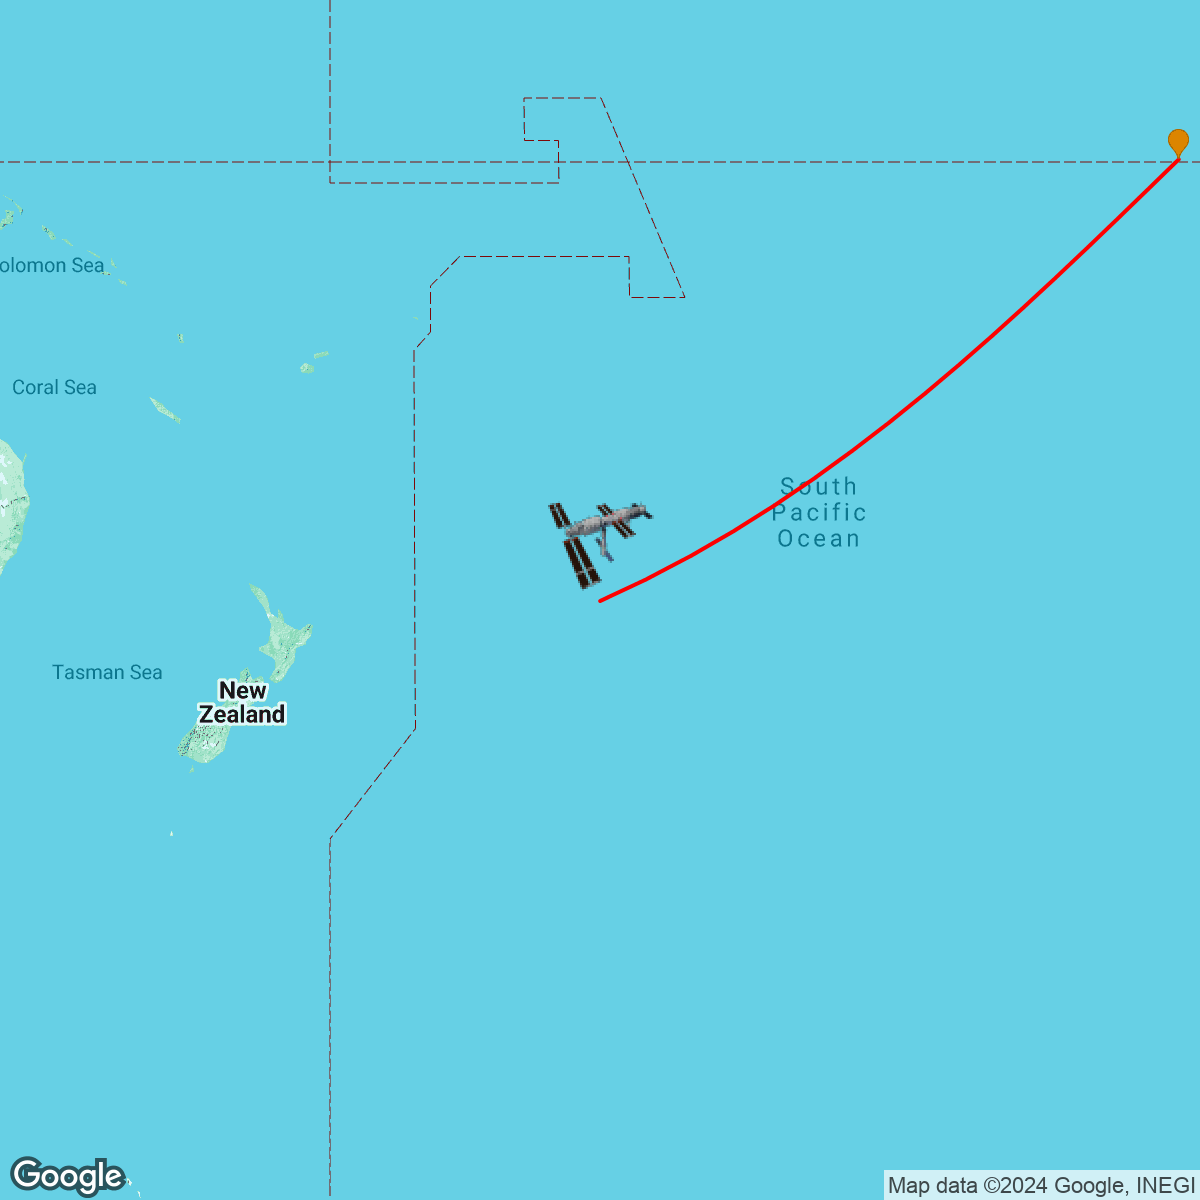 olomon Sea
Coral Sea
South
Pacific
Ocean
Tasman Sea
New
Zealand
Google
Map data ©2024 Google, INEGI